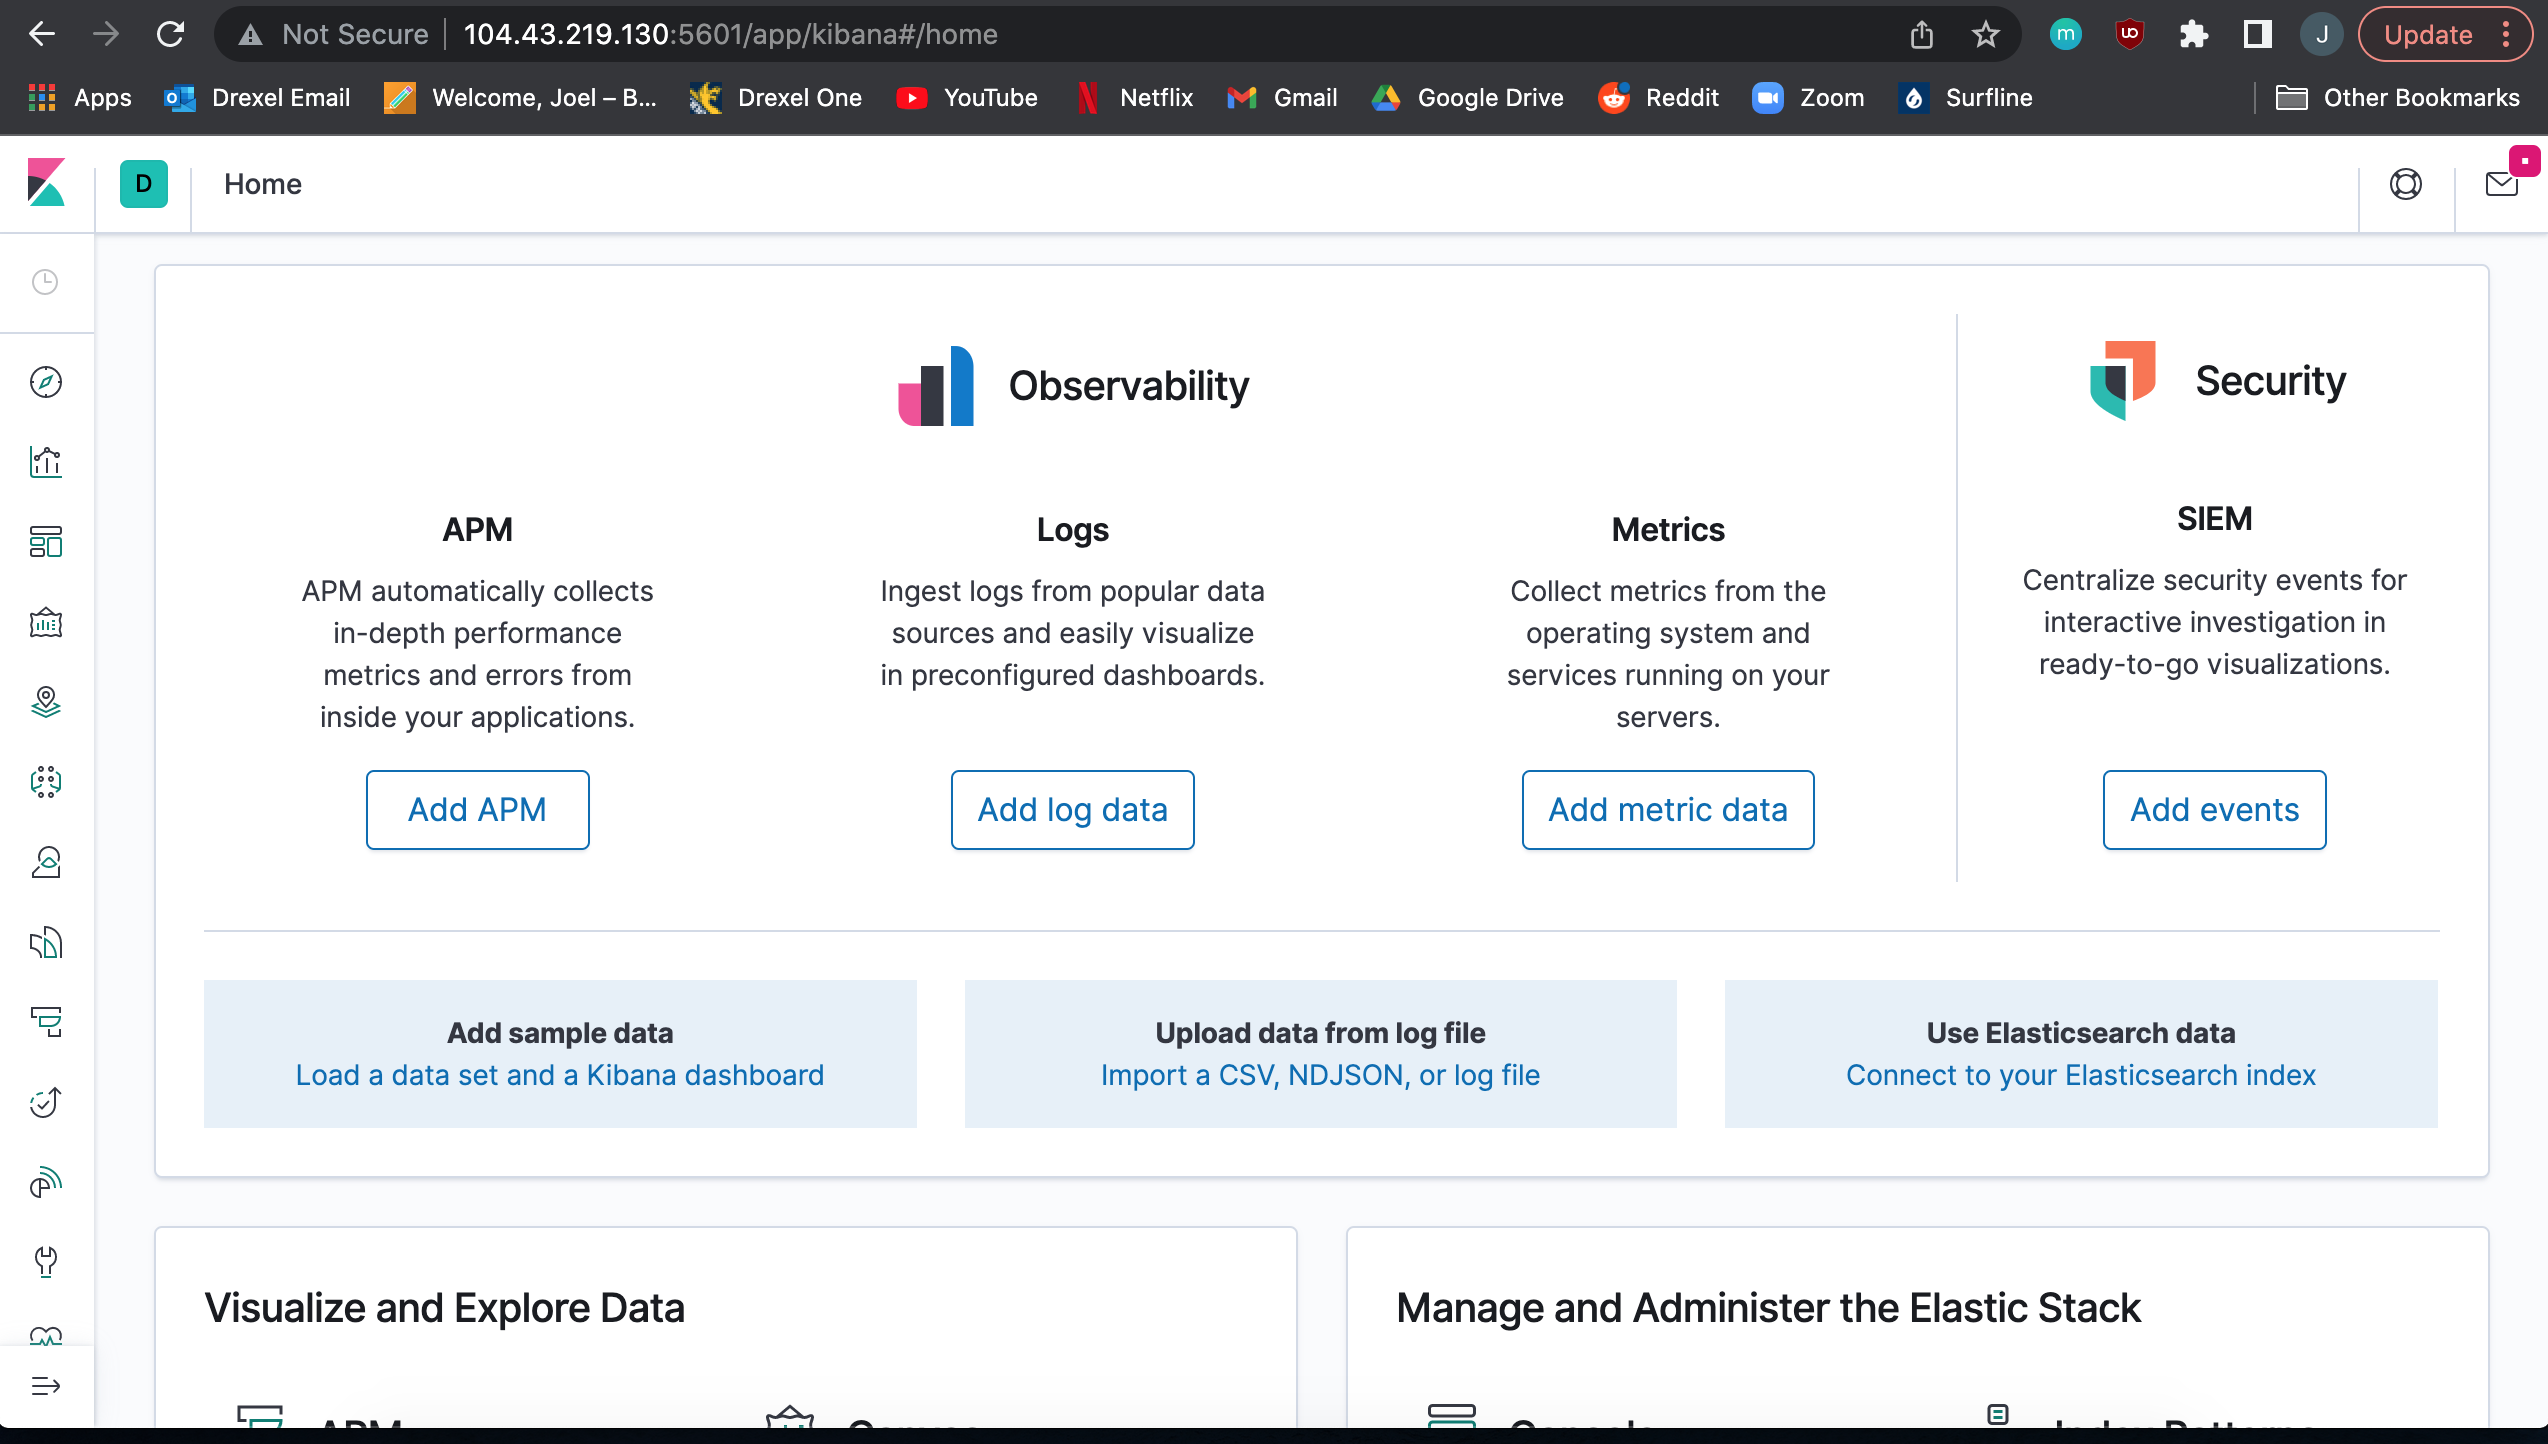 Not Secure 104.43.219.130:5601/app/kibana#/home
m
UO
J
Update
Apps
Drexel Email
Welcome, Joel – B...
Drexel One
YouTube
Netflix
Gmail
Google Drive
Reddit
Zoom
Surfline
Other Bookmarks
D
Home
Observability
Security
APM
APM automatically collects
in-depth performance
metrics and errors from
inside your applications.
Add APM
Logs
Ingest logs from popular data
sources and easily visualize
in preconfigured dashboards.
Add log data
Metrics
Collect metrics from the
operating system and
services running on your
servers.
Add metric data
SIEM
Centralize security events for
interactive investigation in
ready-to-go visualizations.
Add events
Add sample data
Load a data set and a Kibana dashboard
Upload data from log file
Import a CSV, NDJSON, or log file
Use Elasticsearch data
Connect to your Elasticsearch index
Visualize and Explore Data
Manage and Administer the Elastic Stack
APM
Canvas
Console
Index Patterns